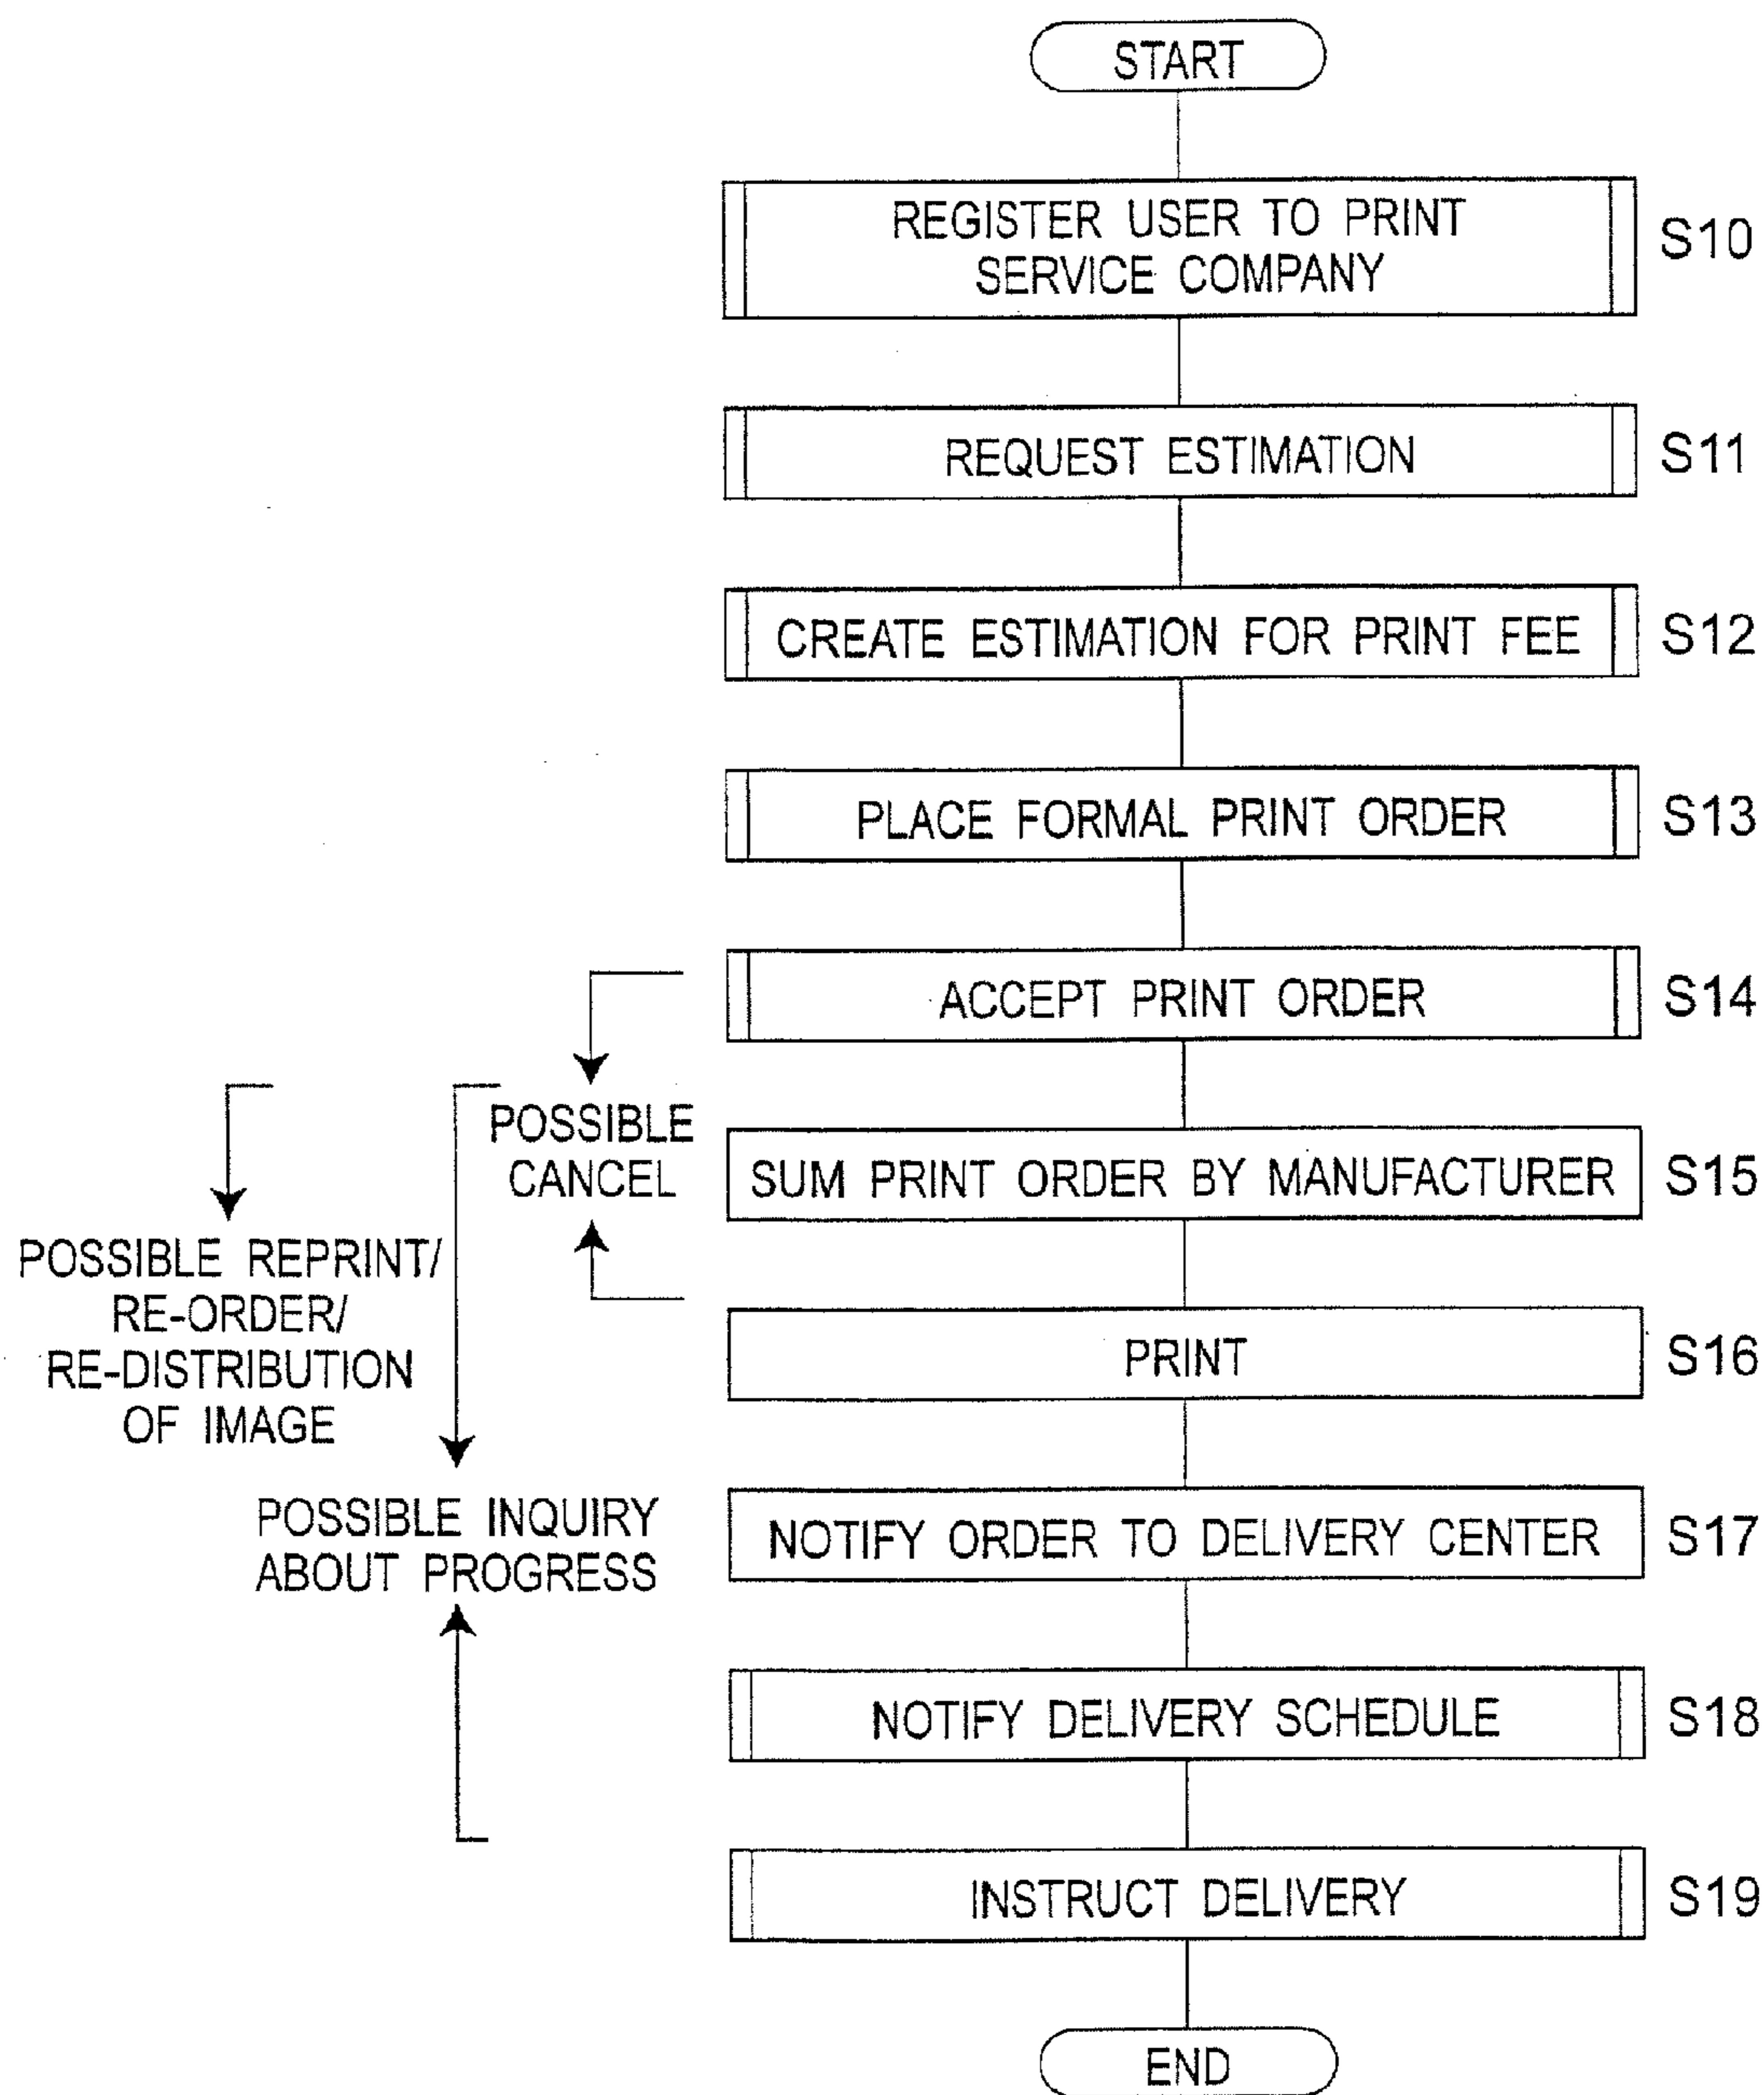 START
REGISTER USER TO PRINT
SERVICE COMPANY
S10
REQUEST ESTIMATION
S11
CREATE ESTIMATION FOR PRINT FEE
S12
PLACE FORMAL PRINT ORDER
S13
ACCEPT PRINT ORDER
S14
POSSIBLE
CANCEL
SUM PRINT ORDER BY MANUFACTURER
S15
POSSIBLE REPRINT/
RE-ORDER/
RE-DISTRIBUTION
OF IMAGE
PRINT
S16
POSSIBLE INQUIRY
ABOUT PROGRESS
NOTIFY ORDER TO DELIVERY CENTER
S17
NOTIFY DELIVERY SCHEDULE
S18
INSTRUCT DELIVERY
S19
END